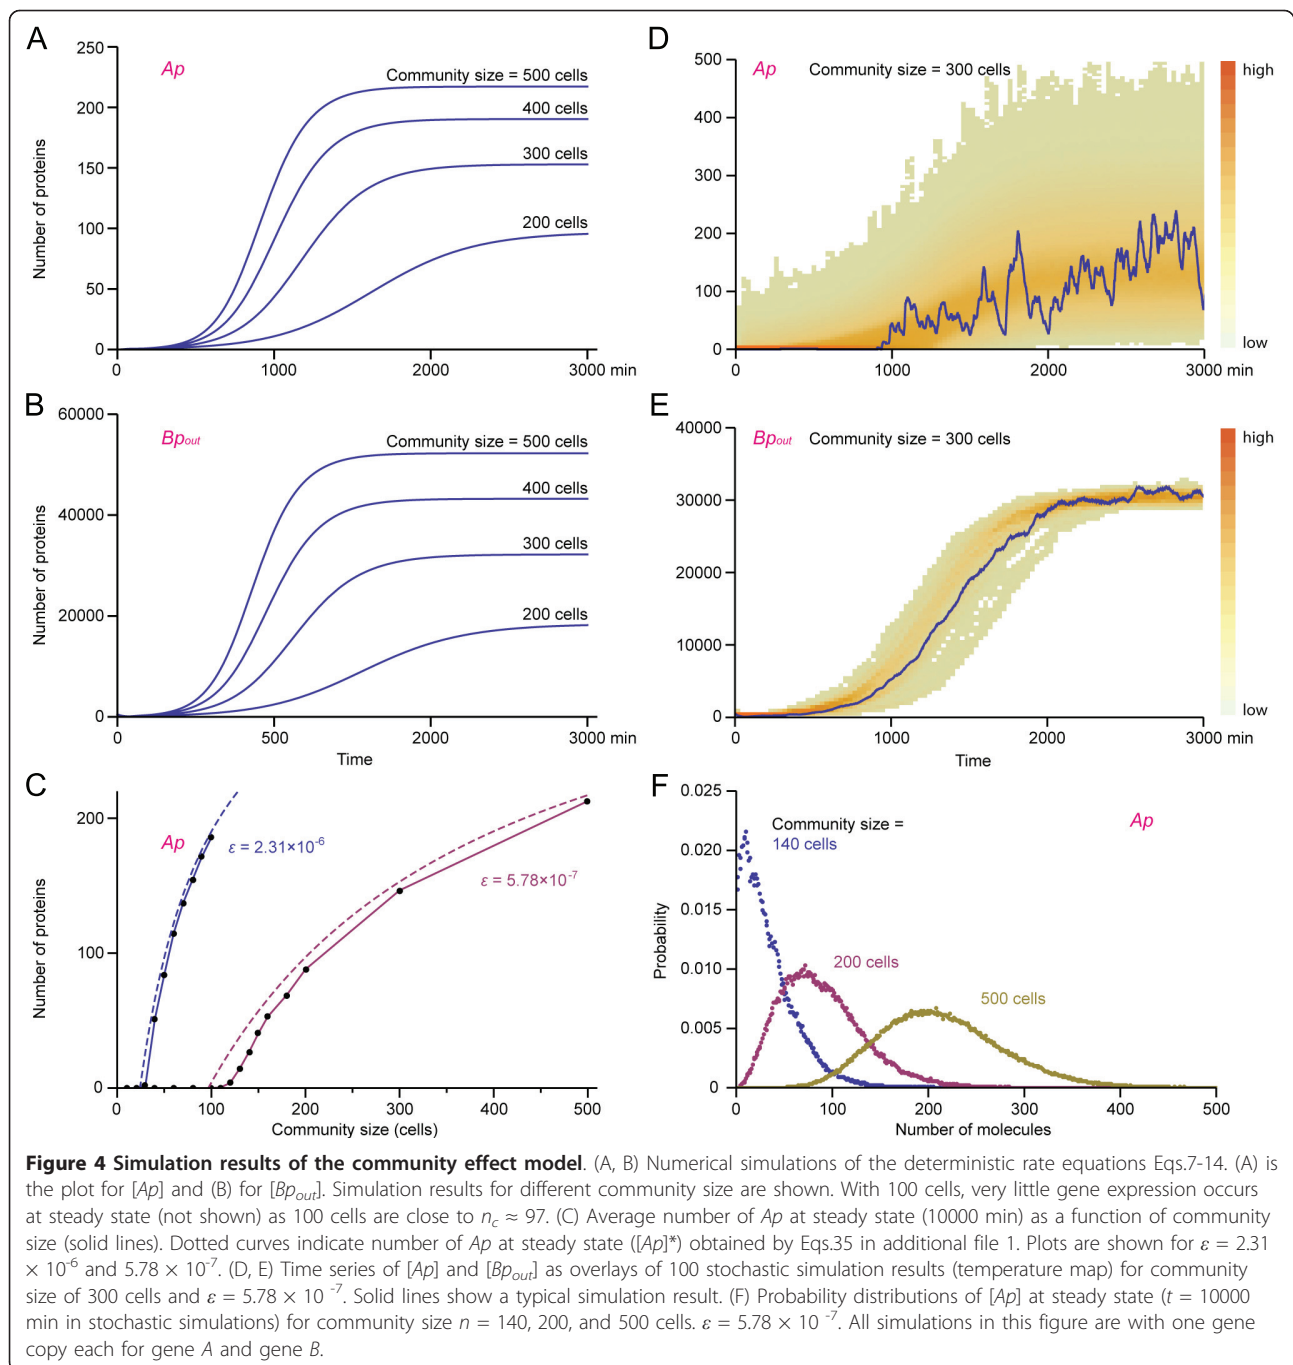 A
Ap
250
200
150
100
50
0
Number of proteins
Community size = 500 cells
400 cells
300 cells
200 cells
0
1000
2000
3000 min
B
Bpout
60000
40000
20000
0
Number of proteins
Community size = 500 cells
400 cells
300 cells
200 cells
0
500
2000
3000 min
Time
C
Ap
200
100
0
Number of proteins
ε = 2.31×10-6
ε = 5.78×10-7
0
100
200
300
400
500
Community size (cells)
D
Ap
Community size = 300 cells
500
400
300
200
100
0
high
low
0
1000
2000
3000 min
E
Bpout
Community size = 300 cells
40000
30000
20000
10000
0
high
low
0
1000
2000
3000 min
Time
F
Ap
0.025
0.020
0.015
0.010
0.005
0
Probability
Community size =
140 cells
200 cells
500 cells
0
100
200
300
400
500
Number of molecules
Figure 4 Simulation results of the community effect model. (A, B) Numerical simulations of the deterministic rate equations Eqs.7-14. (A) is
the plot for [Ap] and (B) for [Bpout]. Simulation results for different community size are shown. With 100 cells, very little gene expression occurs
at steady state (not shown) as 100 cells are close to nc ≈ 97. (C) Average number of Ap at steady state (10000 min) as a function of community
size (solid lines). Dotted curves indicate number of Ap at steady state ([Ap]*) obtained by Eqs.35 in additional file 1. Plots are shown for ε = 2.31
× 10-6 and 5.78 × 10-7. (D, E) Time series of [Ap] and [Bpout] as overlays of 100 stochastic simulation results (temperature map) for community
size of 300 cells and ε = 5.78 × 10 -7. Solid lines show a typical simulation result. (F) Probability distributions of [Ap] at steady state (t = 10000
min in stochastic simulations) for community size n = 140, 200, and 500 cells. ε = 5.78 × 10 -7. All simulations in this figure are with one gene
copy each for gene A and gene B.